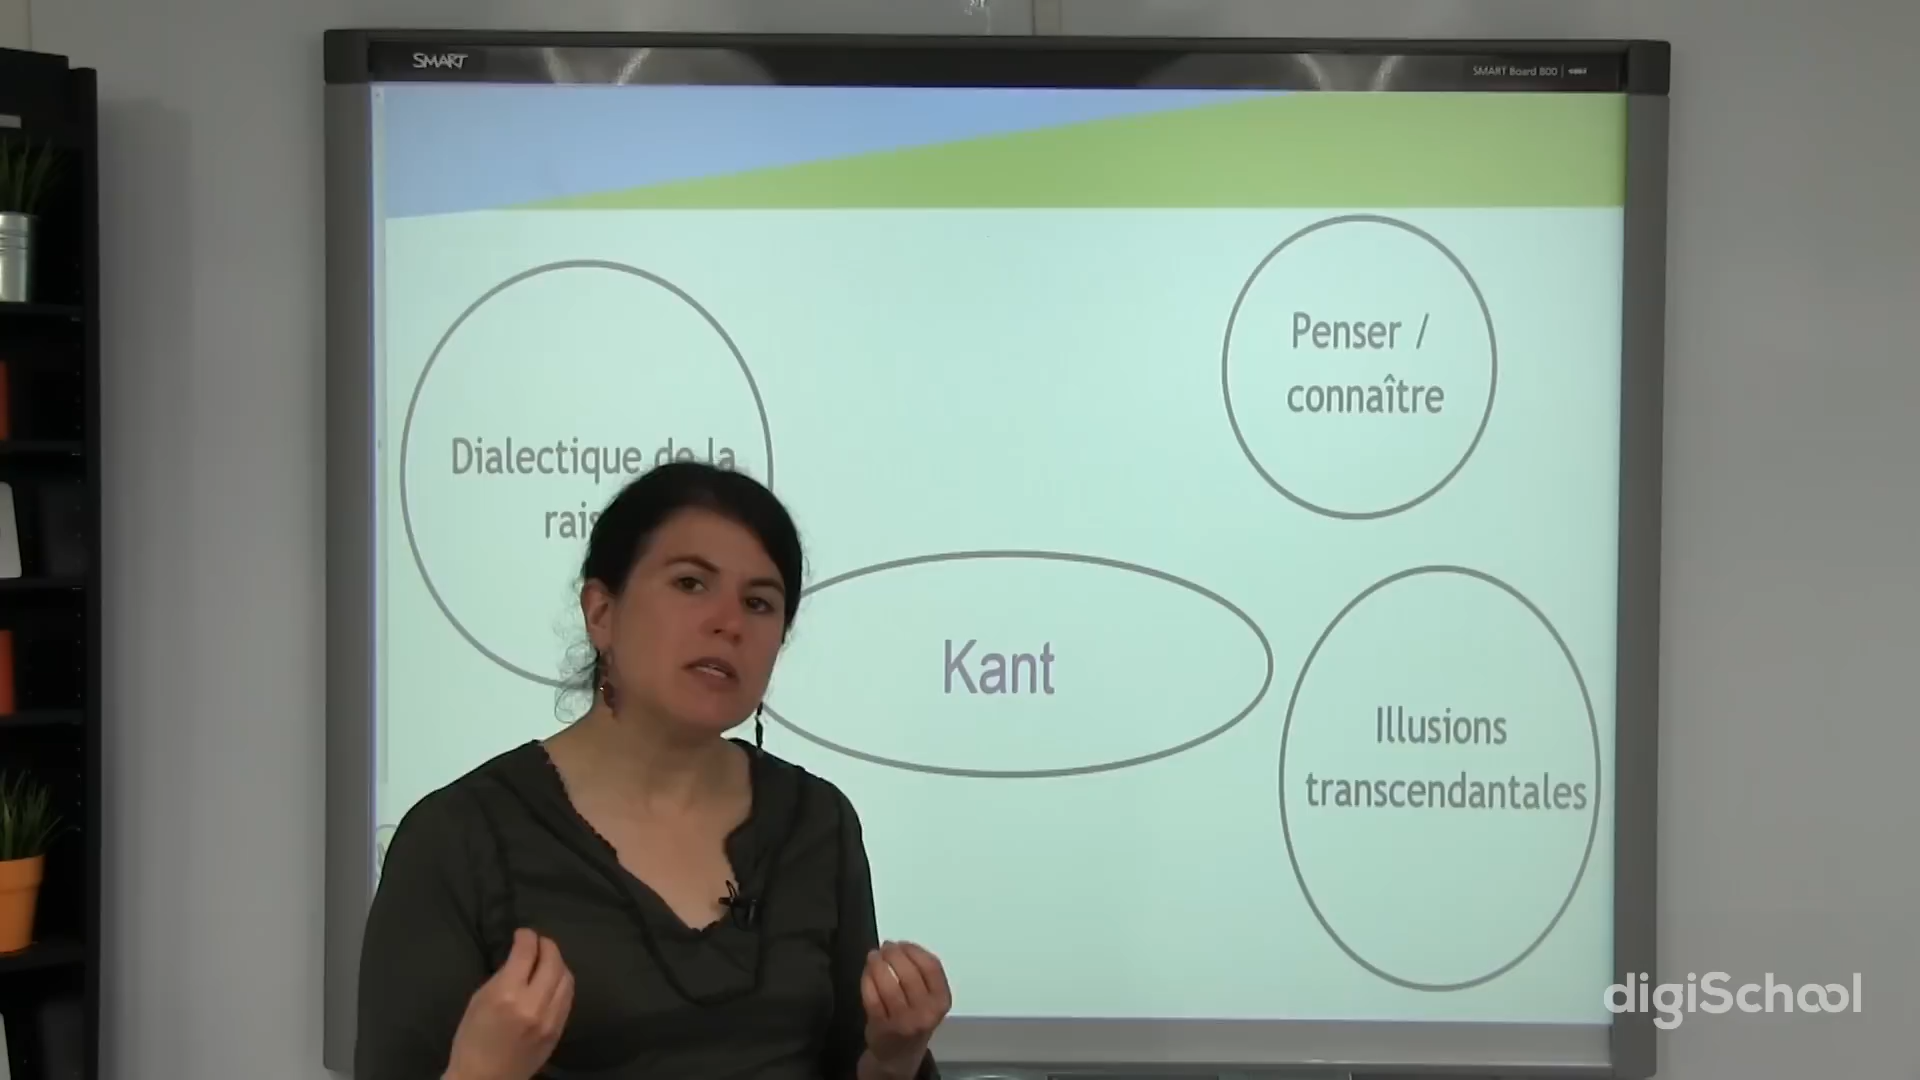 SMART
SMART Board 800
Penser /
connaître
Dialectique de la
Kant
Illusions
transcendantales
digiSchool